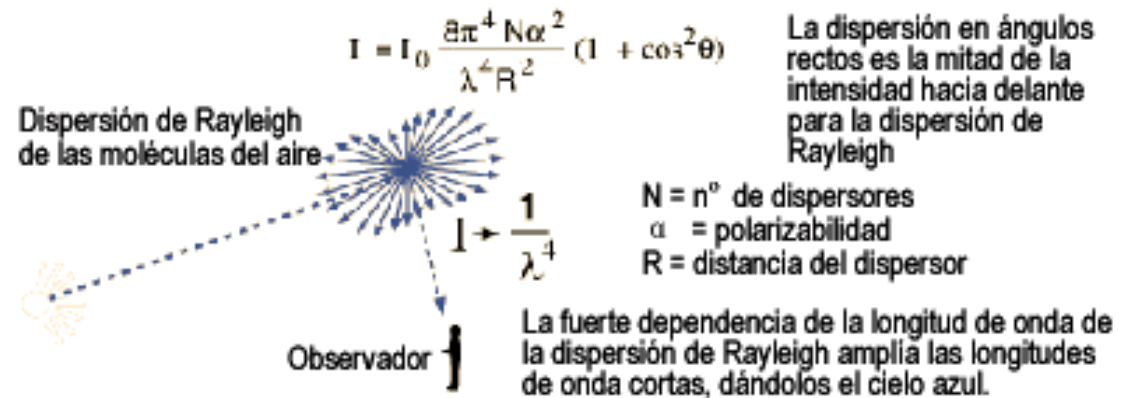 I = I₀ 8π⁴ Nα² / λ⁴R² (1 + cos²θ)
La dispersión en ángulos
rectos es la mitad de la
intensidad hacia delante
para la dispersión de
Rayleigh
Dispersión de Rayleigh
de las moléculas del aire
I → 1 / λ⁴
N = nº de dispersores
α = polarizabilidad
R = distancia del dispersor
Observador
La fuerte dependencia de la longitud de onda de
la dispersión de Rayleigh amplia las longitudes
de onda cortas, dándolos el cielo azul.